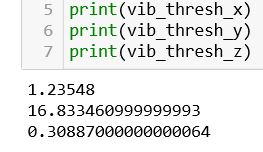 5 print(vib_thresh_x)
6 print(vib_thresh_y)
7 print(vib_thresh_z)
1.23548
16.833460999999993
0.30887000000000064